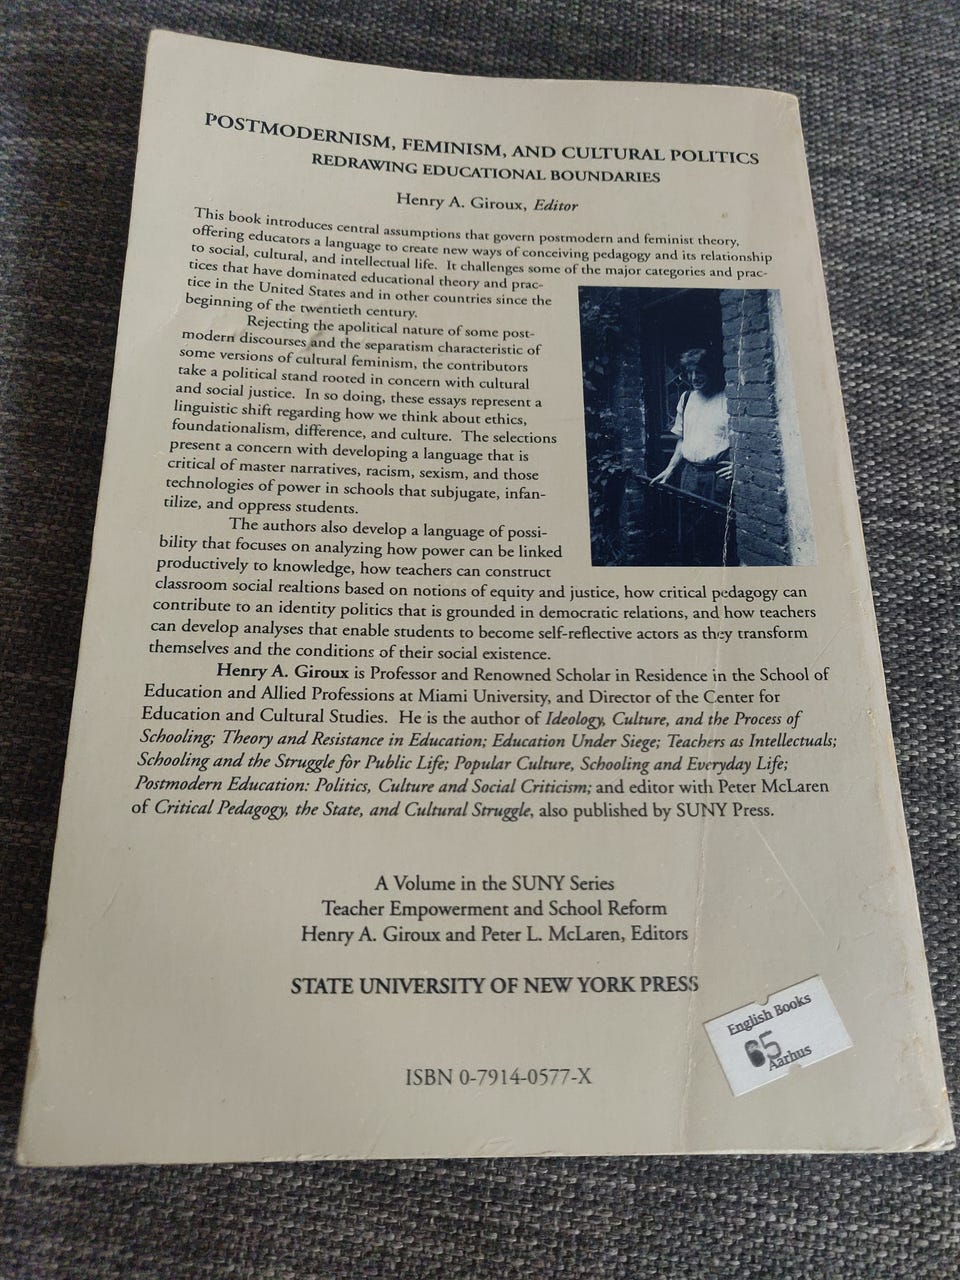 POSTMODERNISM, FEMINISM, AND CULTURAL POLITICS
REDRAWING EDUCATIONAL BOUNDARIES
Henry A. Giroux, Editor
This book introduces central assumptions that govern postmodern and feminist theory,
offering educators a language to create new ways of conceiving pedagogy and its relationship
to social, cultural, and intellectual life. It challenges some of the major categories and prac-
tices that have dominated educational theory and prac-
tice in the United States and in other countries since the
beginning of the twentieth century.
Rejecting the apolitical nature of some post-
modern discourses and the separatism characteristic of
some versions of cultural feminism, the contributors
take a political stand rooted in concern with cultural
and social justice. In so doing, these essays represent a
linguistic shift regarding how we think about ethics,
foundationalism, difference, and culture. The selections
present a concern with developing a language that is
critical of master narratives, racism, sexism, and those
technologies of power in schools that subjugate, infan-
tilize, and oppress students.
The authors also develop a language of possi-
bility that focuses on analyzing how power can be linked
productively to knowledge, how teachers can construct
classroom social realtions based on notions of equity and justice, how critical pedagogy can
contribute to an identity politics that is grounded in democratic relations, and how teachers
can develop analyses that enable students to become self-reflective actors as they transform
themselves and the conditions of their social existence.
Henry A. Giroux is Professor and Renowned Scholar in Residence in the School of
Education and Allied Professions at Miami University, and Director of the Center for
Education and Cultural Studies. He is the author of Ideology, Culture, and the Process of
Schooling; Theory and Resistance in Education; Education Under Siege; Teachers as Intellectuals;
Schooling and the Struggle for Public Life; Popular Culture, Schooling and Everyday Life;
Postmodern Education: Politics, Culture and Social Criticism; and editor with Peter McLaren
of Critical Pedagogy, the State, and Cultural Struggle, also published by SUNY Press.
A Volume in the SUNY Series
Teacher Empowerment and School Reform
Henry A. Giroux and Peter L. McLaren, Editors
STATE UNIVERSITY OF NEW YORK PRESS
English Books
65
Aarhus
ISBN 0-7914-0577-X